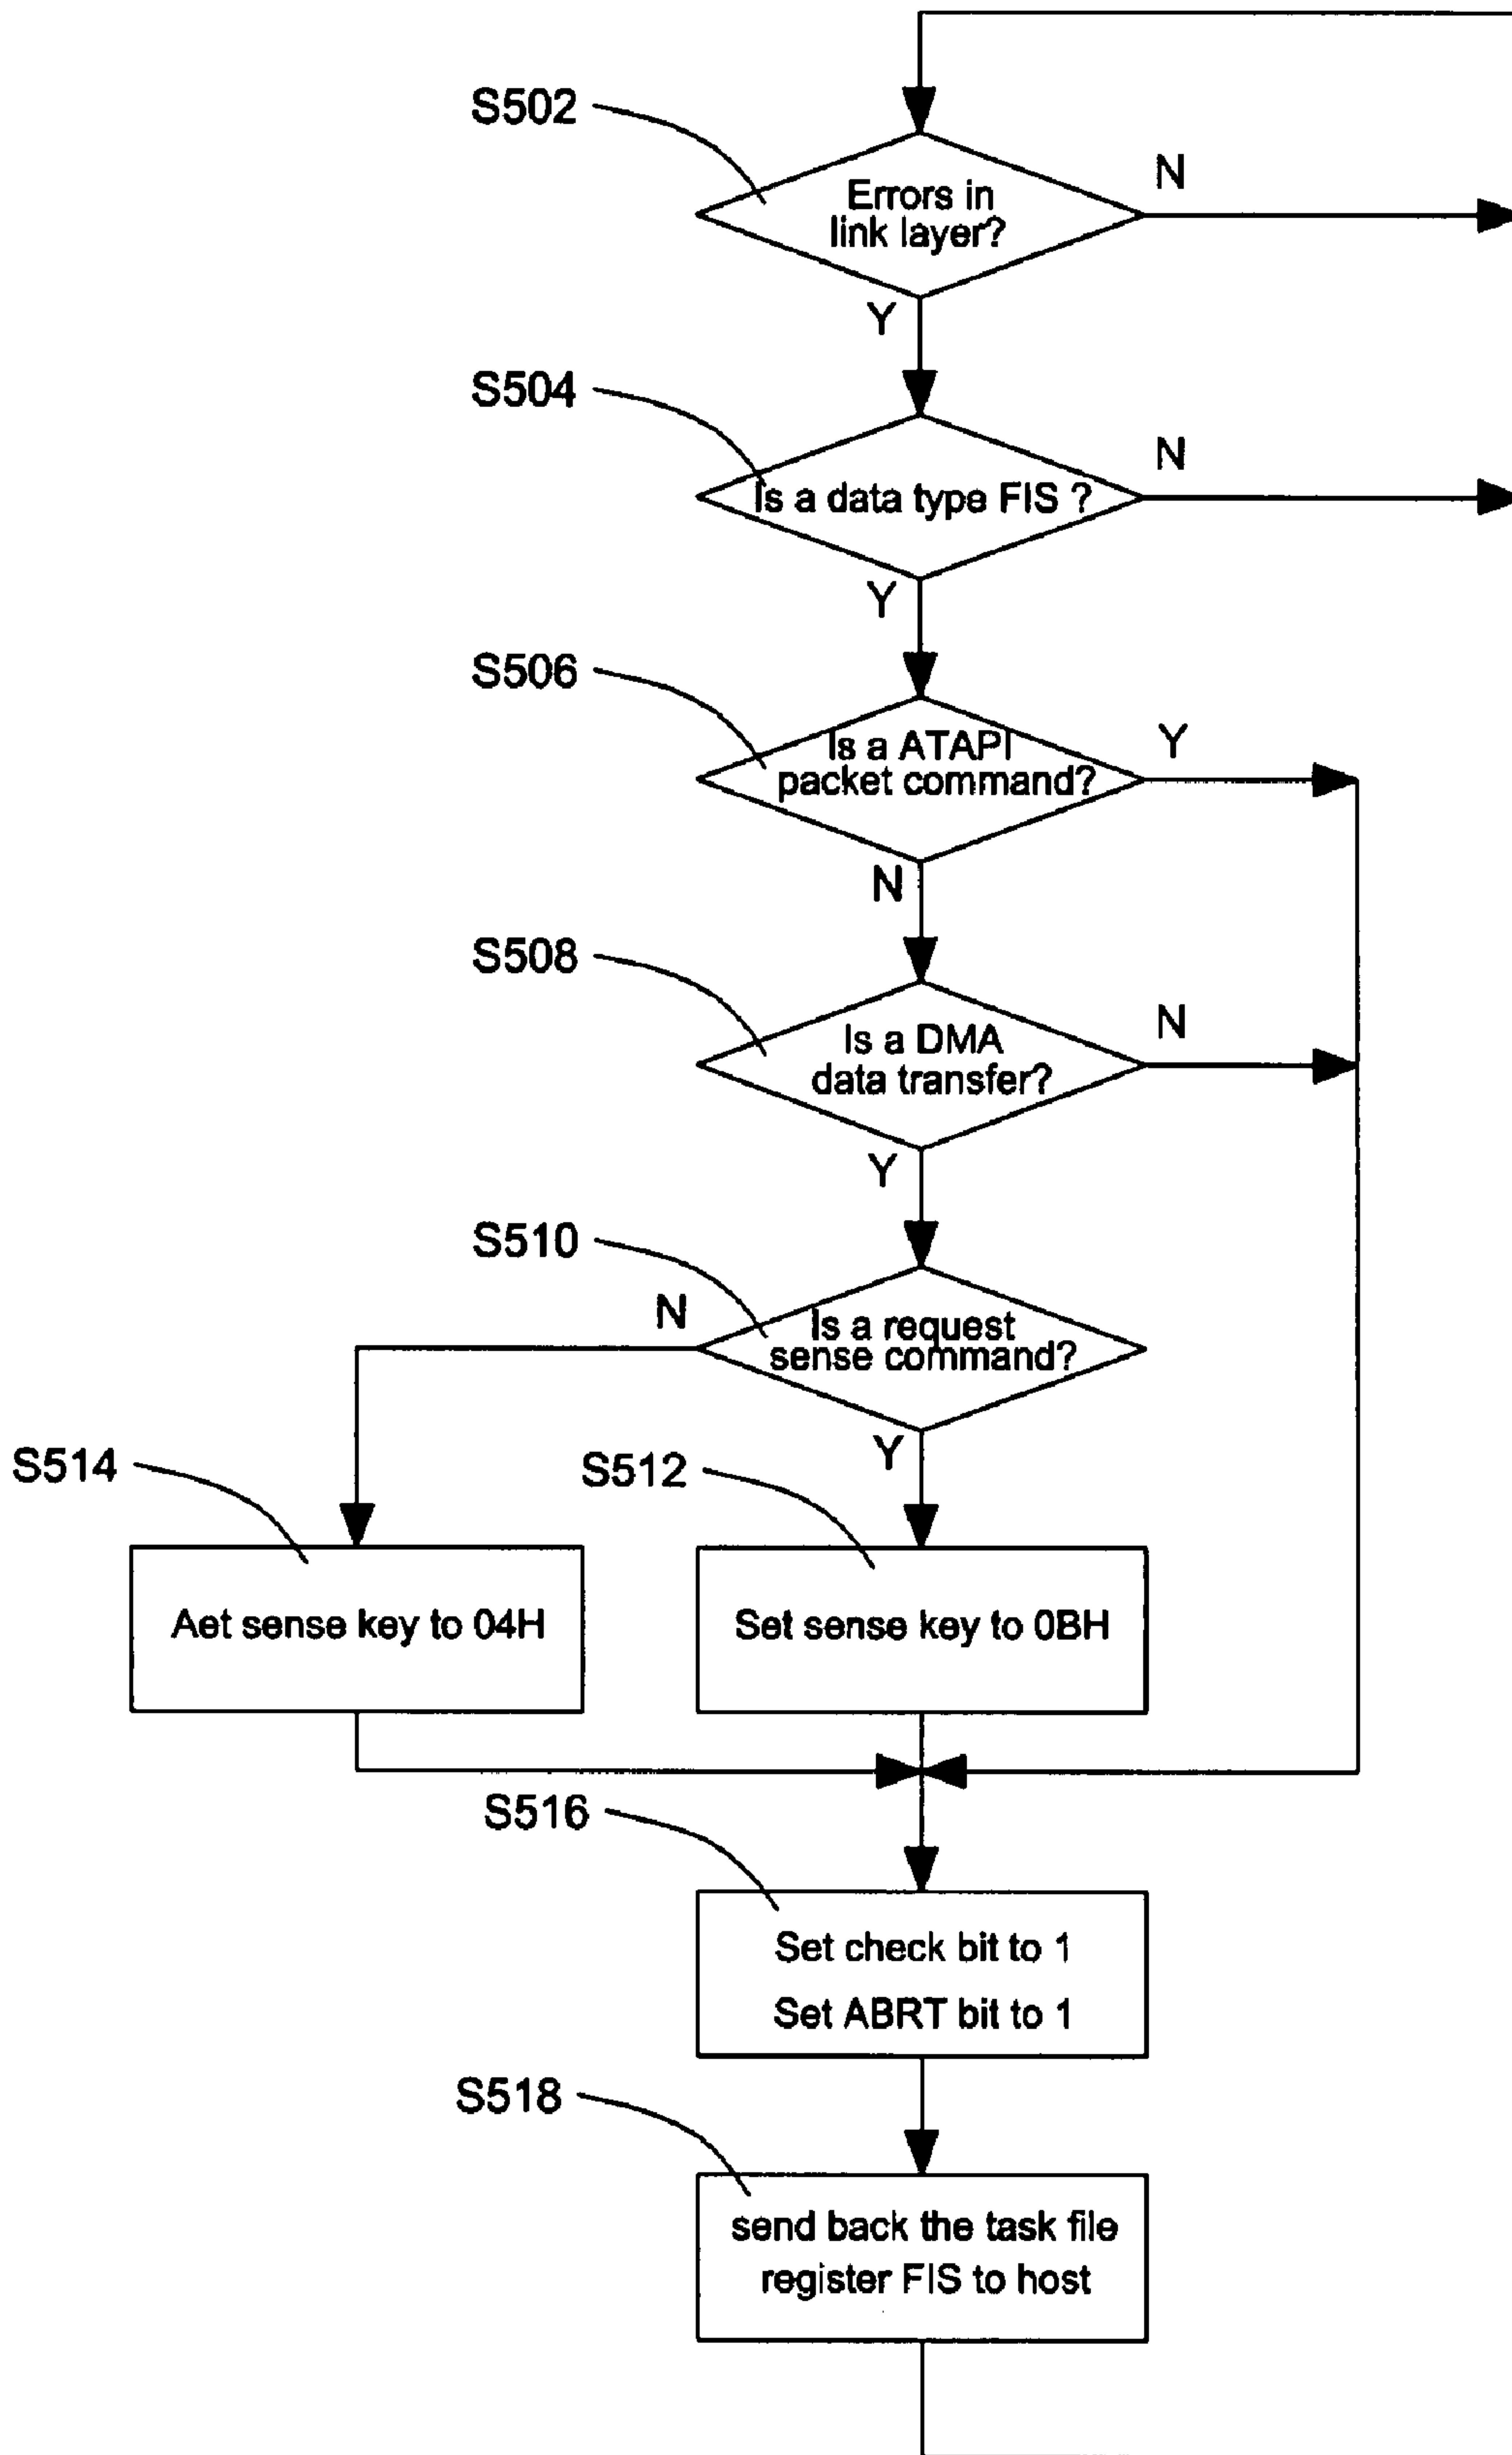 S502
Errors in
link layer?
N
Y
S504
Is a data type FIS ?
N
Y
S506
Is a ATAPI
packet command?
Y
N
S508
Is a DMA
data transfer?
N
Y
S510
N
Is a request
sense command?
Y
S514
S512
Aet sense key to 04H
Set sense key to 0BH
S516
Set check bit to 1
Set ABRT bit to 1
S518
send back the task file
register FIS to host